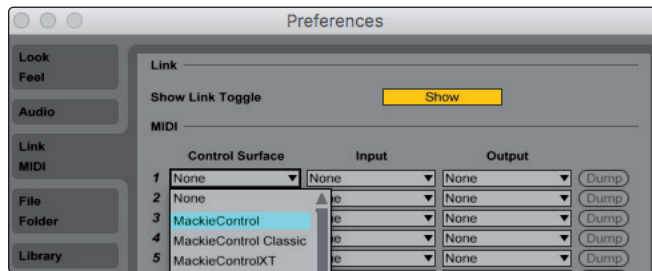 Preferences
Look
Feel
Audio
Link
MIDI
File
Folder
Library
Link
Show Link Toggle Show
MIDI
Control Surface Input Output
1 None None None Dump
2 None None Dump
3 MackieControl None Dump
4 MackieControl Classic None Dump
5 MackieControlXT None Dump